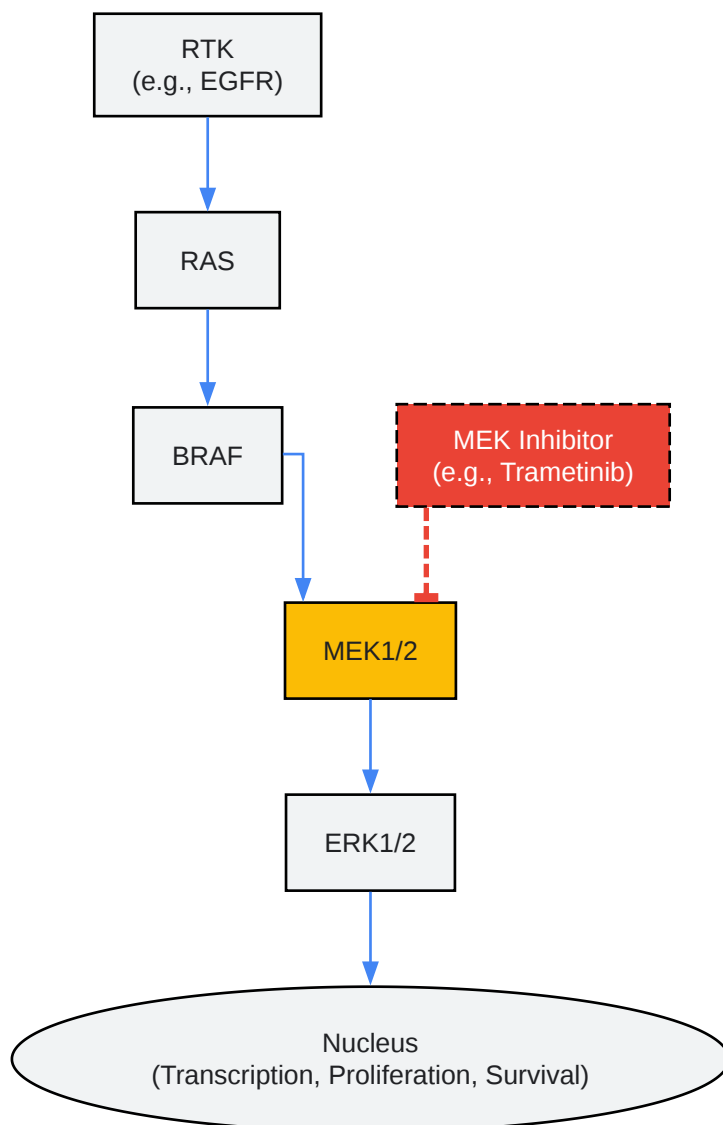 RTK
(e.g., EGFR)
RAS
BRAF
MEK Inhibitor
(e.g., Trametinib)
MEK1/2
ERK1/2
Nucleus
(Transcription, Proliferation, Survival)